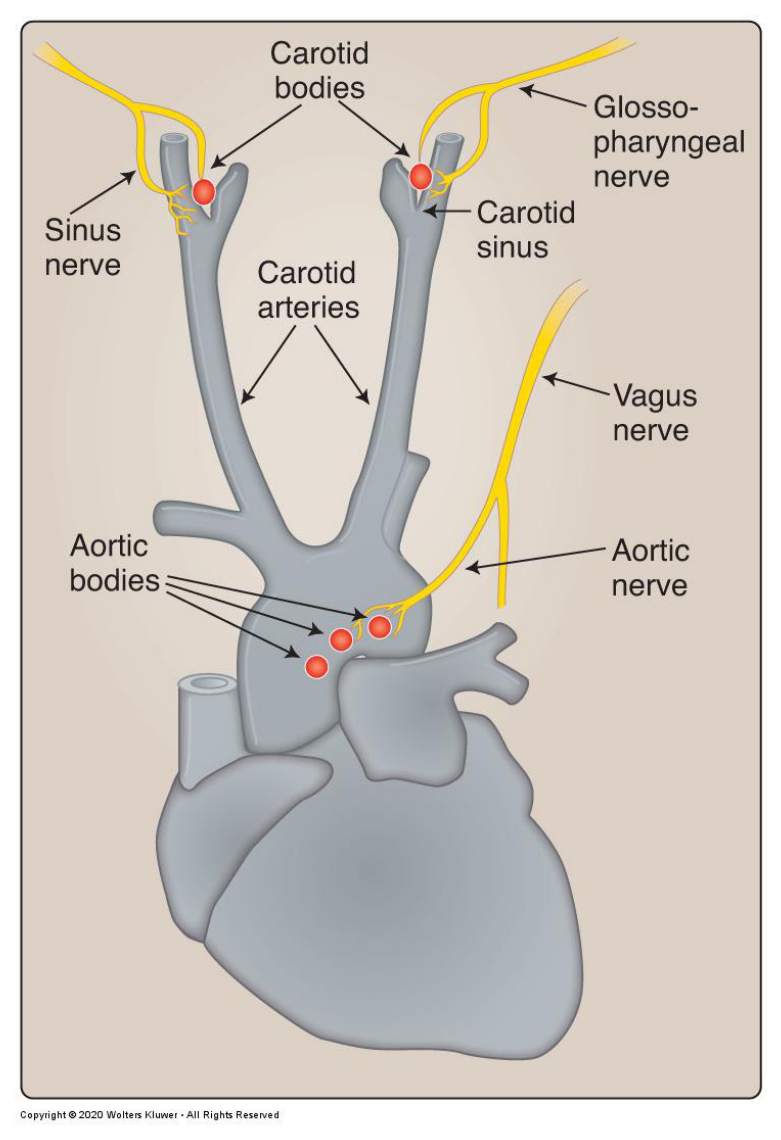 Carotid
bodies
Glosso-
pharyngeal
nerve
Sinus
nerve
Carotid
sinus
Carotid
arteries
Vagus
nerve
Aortic
bodies
Aortic
nerve
Copyright © 2020 Wolters Kluwer - All Rights Reserved